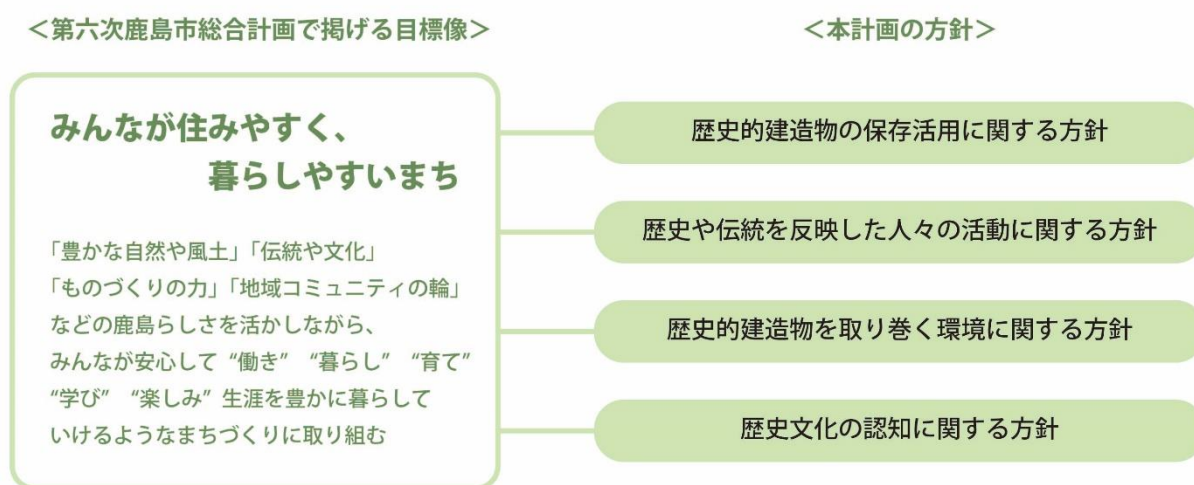 ＜第六次鹿島市総合計画で掲げる目標像＞
みんなが住みやすく、
暮らしやすいまち
「豊かな自然や風土」「伝統や文化」
「ものづくりの力」「地域コミュニティの輪」
などの鹿島らしさを活かしながら、
みんなが安心して“働き” “暮らし” “育て”
“学び” “楽しみ”生涯を豊かに暮らして
いけるようなまちづくりに取り組む
＜本計画の方針＞
歴史的建造物の保存活用に関する方針
歴史や伝統を反映した人々の活動に関する方針
歴史的建造物を取り巻く環境に関する方針
歴史文化の認知に関する方針